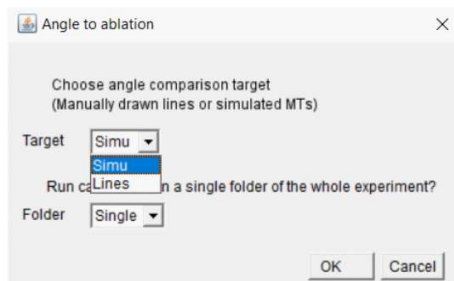 Angle to ablation
Choose angle comparison target
(Manually drawn lines or simulated MTs)
Target Simu
Simu
Lines
Run n a single folder of the whole experiment?
Folder Single
OK Cancel